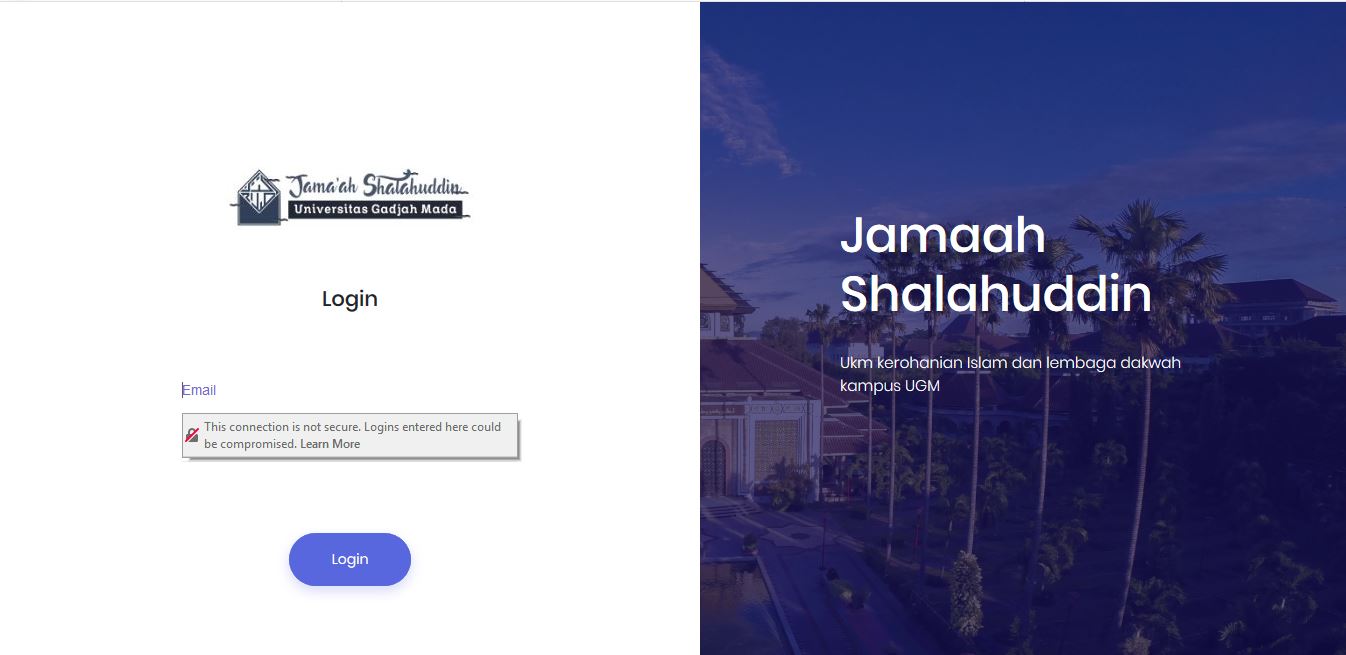 Jama'ah Shalahuddin
Universitas Gadjah Mada
Login
Email
This connection is not secure. Logins entered here could
be compromised. Learn More
Login
Jamaah
Shalahuddin
Ukm kerohanian Islam dan lembaga dakwah
kampus UGM